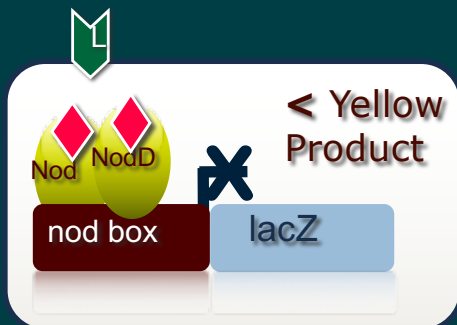 < Yellow
Product
Nod
NodD
nod box
lacZ